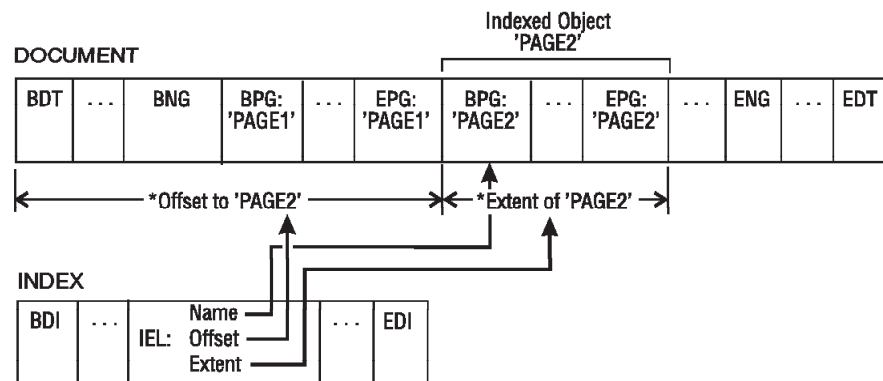 Indexed Object
'PAGE2'
DOCUMENT
BDT ... BNG BPG: ... EPG: BPG: ... EPG: ... ENG ... EDT
'PAGE1' 'PAGE1' 'PAGE2' 'PAGE2'
*Offset to 'PAGE2' *Extent of 'PAGE2'
INDEX
BDI ... Name ... EDI
IEL: Offset
Extent